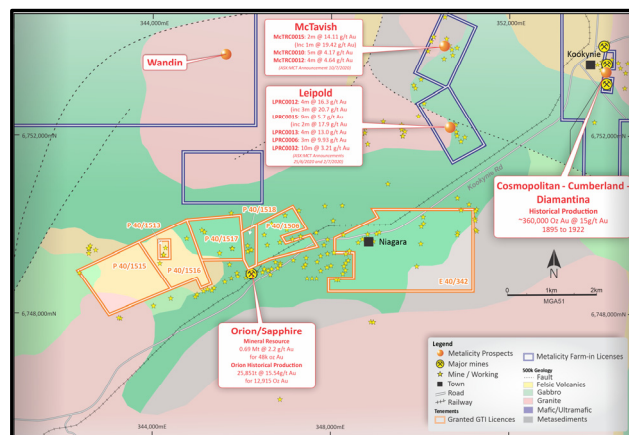 344,000mE
352,000mE
McTavish
McTRC0015: 2m @ 14.11 g/t Au
(Inc 1m @ 19.42 g/t Au)
McTRC0010: 5m @ 4.17 g/t Au
McTRC0012: 4m @ 4.64 g/t Au
Wandin
Kookynie
Leipold
LPRC0012: 4m @ 16.3 g/t Au
(Inc 3m @ 20.7 g/t Au
(Inc 2m @ 17.9 g/t Au)
LPRC0013: 4m @ 13.0 g/t Au
LPRC0006: 3m @ 9.93 g/t Au
LPRC0032: 10m @ 3.21 g/t Au
6,752,000mN
6,752,000mN
Kookynie Rd
Cosmopolitan - Cumberland -
Diamantina
Historical Production
~360,000 Oz Au @ 15g/t Au
1895 to 1922
P 40/1513
P 40/1518
P 40/1506
P 40/1517
P 40/1515
P 40/1516
Niagara
E 40/342
N
0 1km 2km
MGA51
6,748,000mN
6,748,000mN
Orion/Sapphire
Mineral Resource
0.69 Mt @ 2.2 g/t Au
for 48k oz Au
Orion Historical Production
25,851t @ 15.54g/t Au
for 12,915 Oz Au
Legend
Metalicity Prospects
Major mines
Mine / Working
Town
Road
Railway
Tenements
Granted GTI Licences
Metalicity Farm-in Licenses
500k Geology
Fault
Felsic Volcanics
Gabbro
Granite
Mafic/Ultramafic
Metasediments
344,000mE
348,000mE